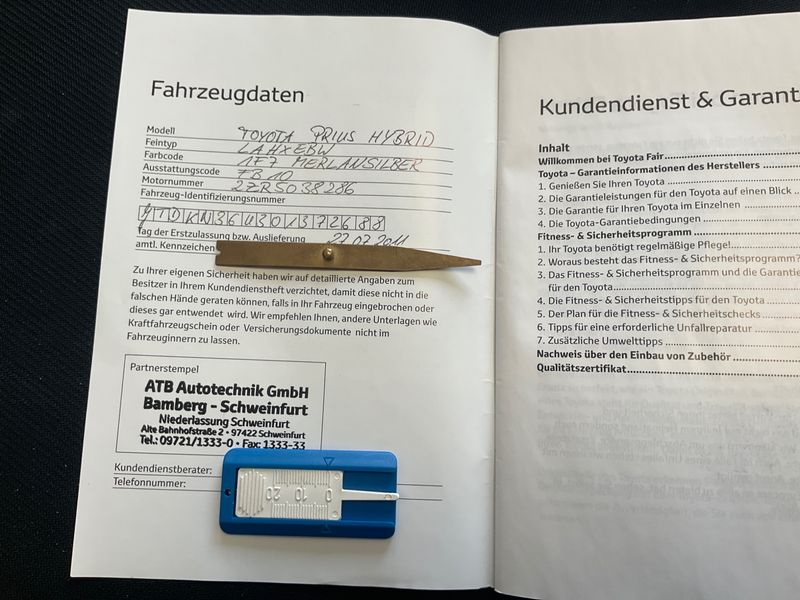 Fahrzeugdaten
Modell TOYOTA PRIUS HYBRID
Feintyp LAHXEBW
Farbcode 1F7 MERLANSILBER
Ausstattungscode FB10
Motornummer 2ZR5038286
Fahrzeug-Identifizierungsnummer
JTDKN36U301372688
Tag der Erstzulassung bzw. Auslieferung 27.07.2011
amtl. Kennzeichen
Zu Ihrer eigenen Sicherheit haben wir auf detaillierte Angaben zum
Besitzer in Ihrem Kundendienstheft verzichtet, damit diese nicht in die
falschen Hände geraten können, falls in Ihr Fahrzeug eingebrochen oder
dieses gar entwendet wird. Wir empfehlen Ihnen, andere Unterlagen wie
Kraftfahrzeugschein oder Versicherungsdokumente nicht im
Fahrzeuginnern zu lassen.
Partnerstempel
ATB Autotechnik GmbH
Bamberg - Schweinfurt
Niederlassung Schweinfurt
Alte Bahnhofstraße 2 • 97422 Schweinfurt
Tel.: 09721/1333-0 • Fax: 1333-33
Kundendienstberater:
Telefonnummer:
20 10 0
Kundendienst & Garant
Inhalt
Willkommen bei Toyota Fair
Toyota – Garantieinformationen des Herstellers
1. Genießen Sie Ihren Toyota
2. Die Garantieleistungen für den Toyota auf einen Blick
3. Die Garantie für Ihren Toyota im Einzelnen
4. Die Toyota-Garantiebedingungen
Fitness- & Sicherheitsprogramm
1. Ihr Toyota benötigt regelmäßige Pflege!
2. Woraus besteht das Fitness- & Sicherheitsprogramm?
3. Das Fitness- & Sicherheitsprogramm und die Garantie
für den Toyota
4. Die Fitness- & Sicherheitstipps für den Toyota
5. Der Plan für die Fitness- & Sicherheitschecks
6. Tipps für eine erforderliche Unfallreparatur
7. Zusätzliche Umwelttipps
Nachweis über den Einbau von Zubehör
Qualitätszertifikat